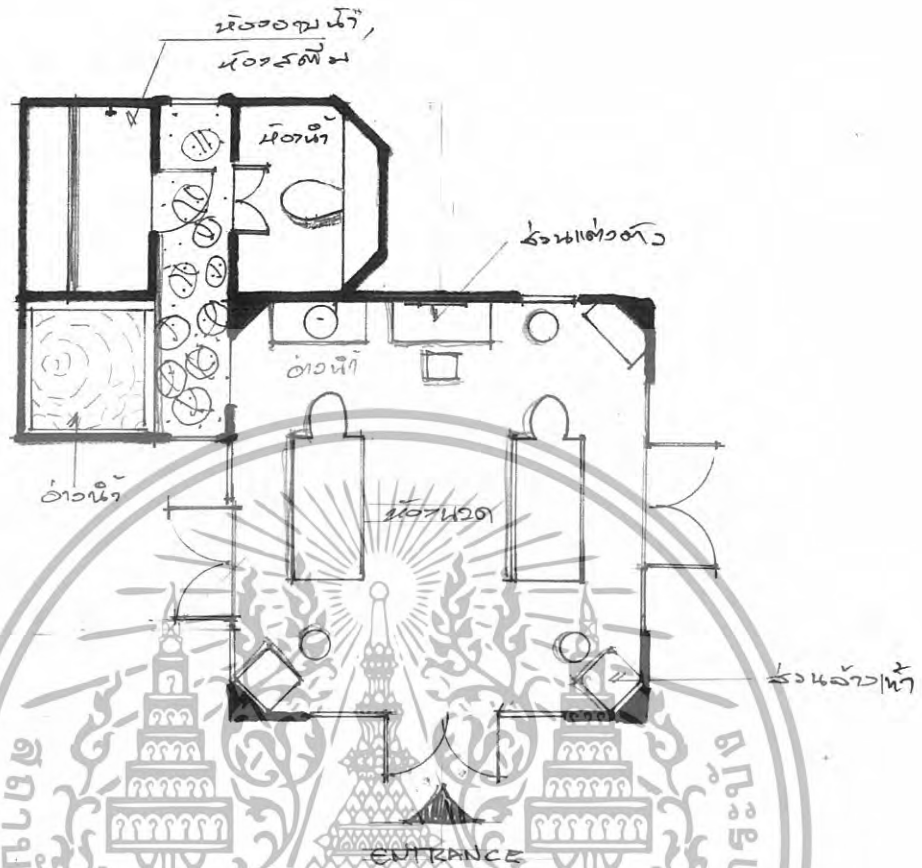 ห้องอาบน้ำ,
ห้องสตีม
ห้องน้ำ
ส่วนแต่งตัว
อ่างน้ำ
อ่างน้ำ
ห้องนวด
ส่วนล้างเท้า
ENTRANCE